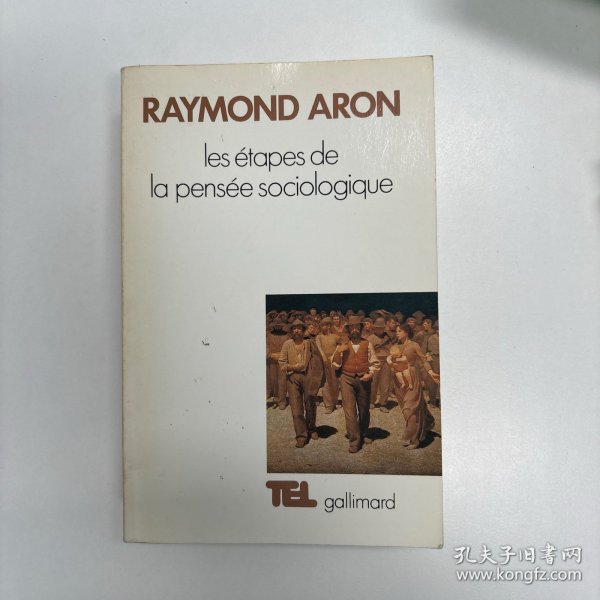 RAYMOND ARON
les étapes de
la pensée sociologique
TEL gallimard
孔夫子旧书网
www.kongfz.com